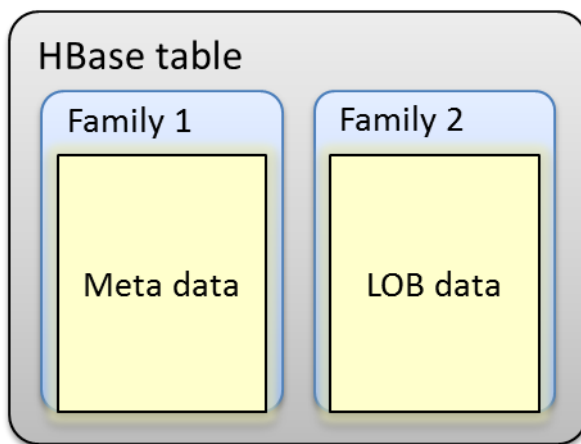 HBase table
Family 1
Family 2
Meta data
LOB data